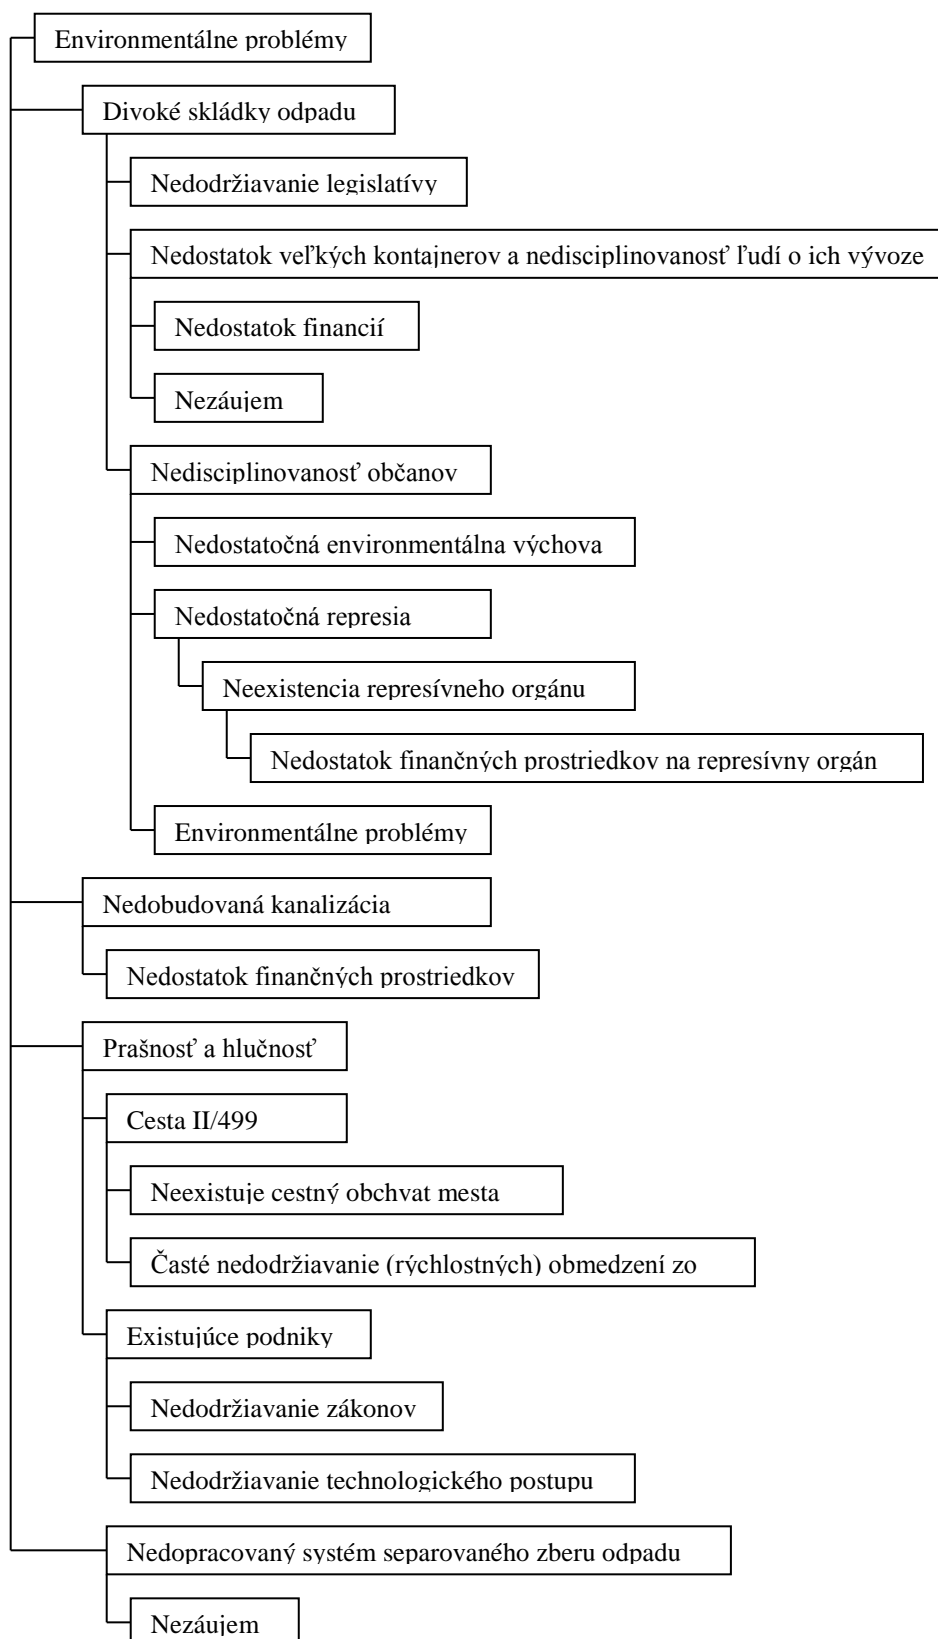 Environmentálne problémy
Divoké skládky odpadu
Nedodržiavanie legislatívy
Nedostatok veľkých kontajnerov a nedisciplinovanosť ľudí o ich vývoze
Nedostatok financií
Nezáujem
Nedisciplinovanosť občanov
Nedostatočná environmentálna výchova
Nedostatočná represia
Neexistencia represívneho orgánu
Nedostatok finančných prostriedkov na represívny orgán
Environmentálne problémy
Nedobudovaná kanalizácia
Nedostatok finančných prostriedkov
Prašnosť a hlučnosť
Cesta II/499
Neexistuje cestný obchvat mesta
Časté nedodržiavanie (rýchlostných) obmedzení zo
Existujúce podniky
Nedodržiavanie zákonov
Nedodržiavanie technologického postupu
Nedopracovaný systém separovaného zberu odpadu
Nezáujem